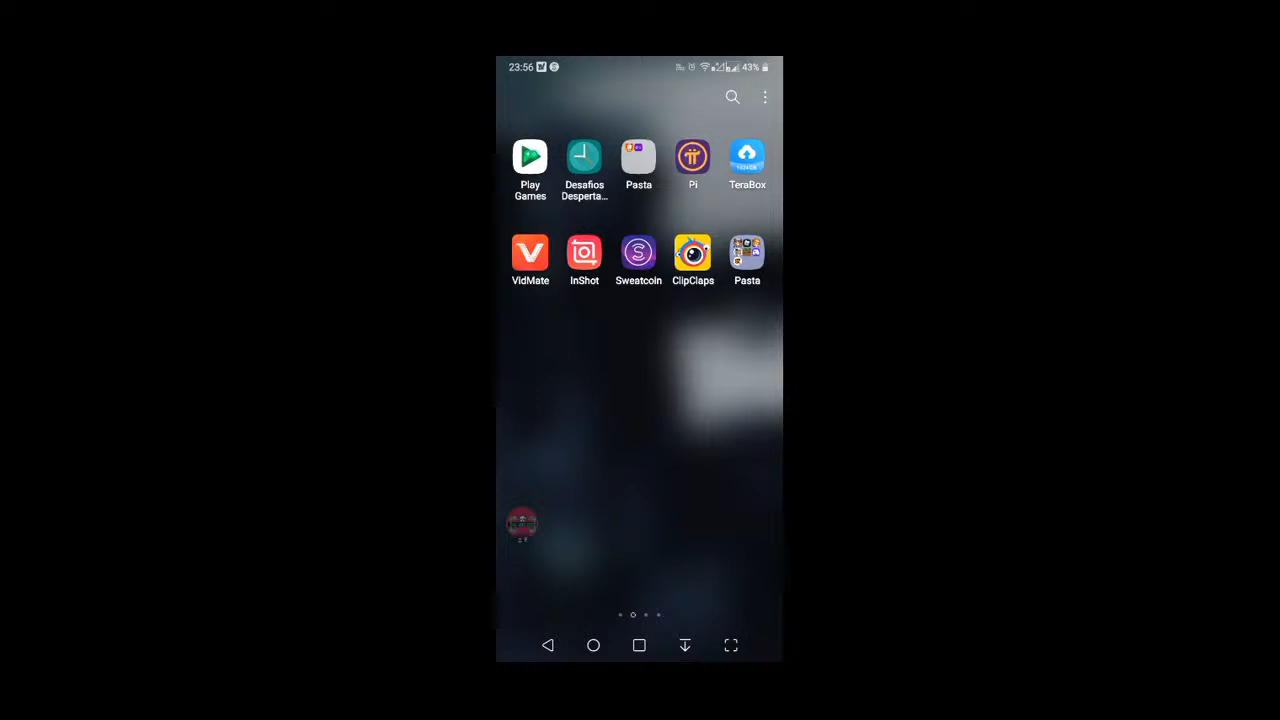 23:56 43%
Play
Games
Desafios
Desperta...
Pasta
Pi
TeraBox
VidMate
InShot
Sweatcoin
ClipClaps
Pasta